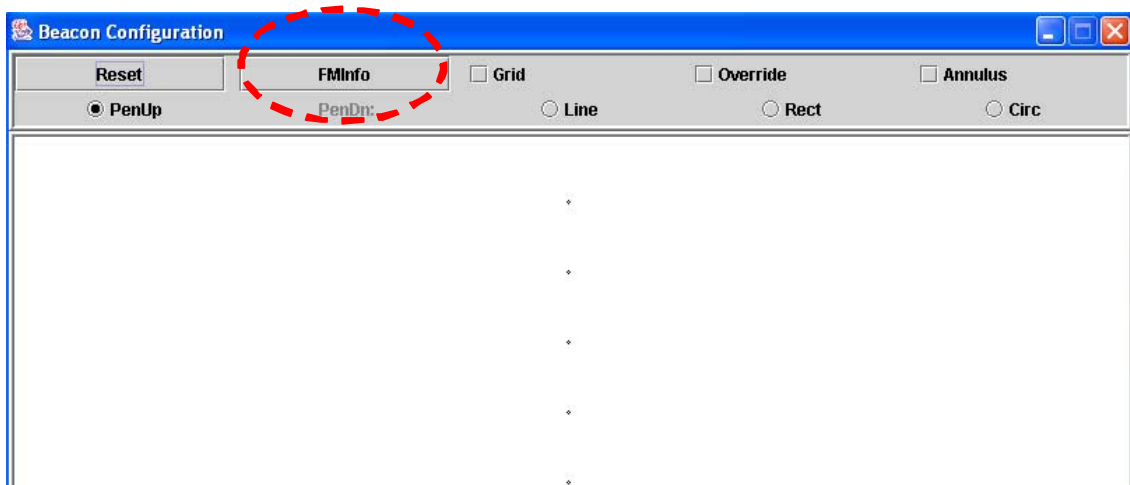 Beacon Configuration
Reset FMInfo Grid Override Annulus
PenUp PenDn: Line Rect Circ